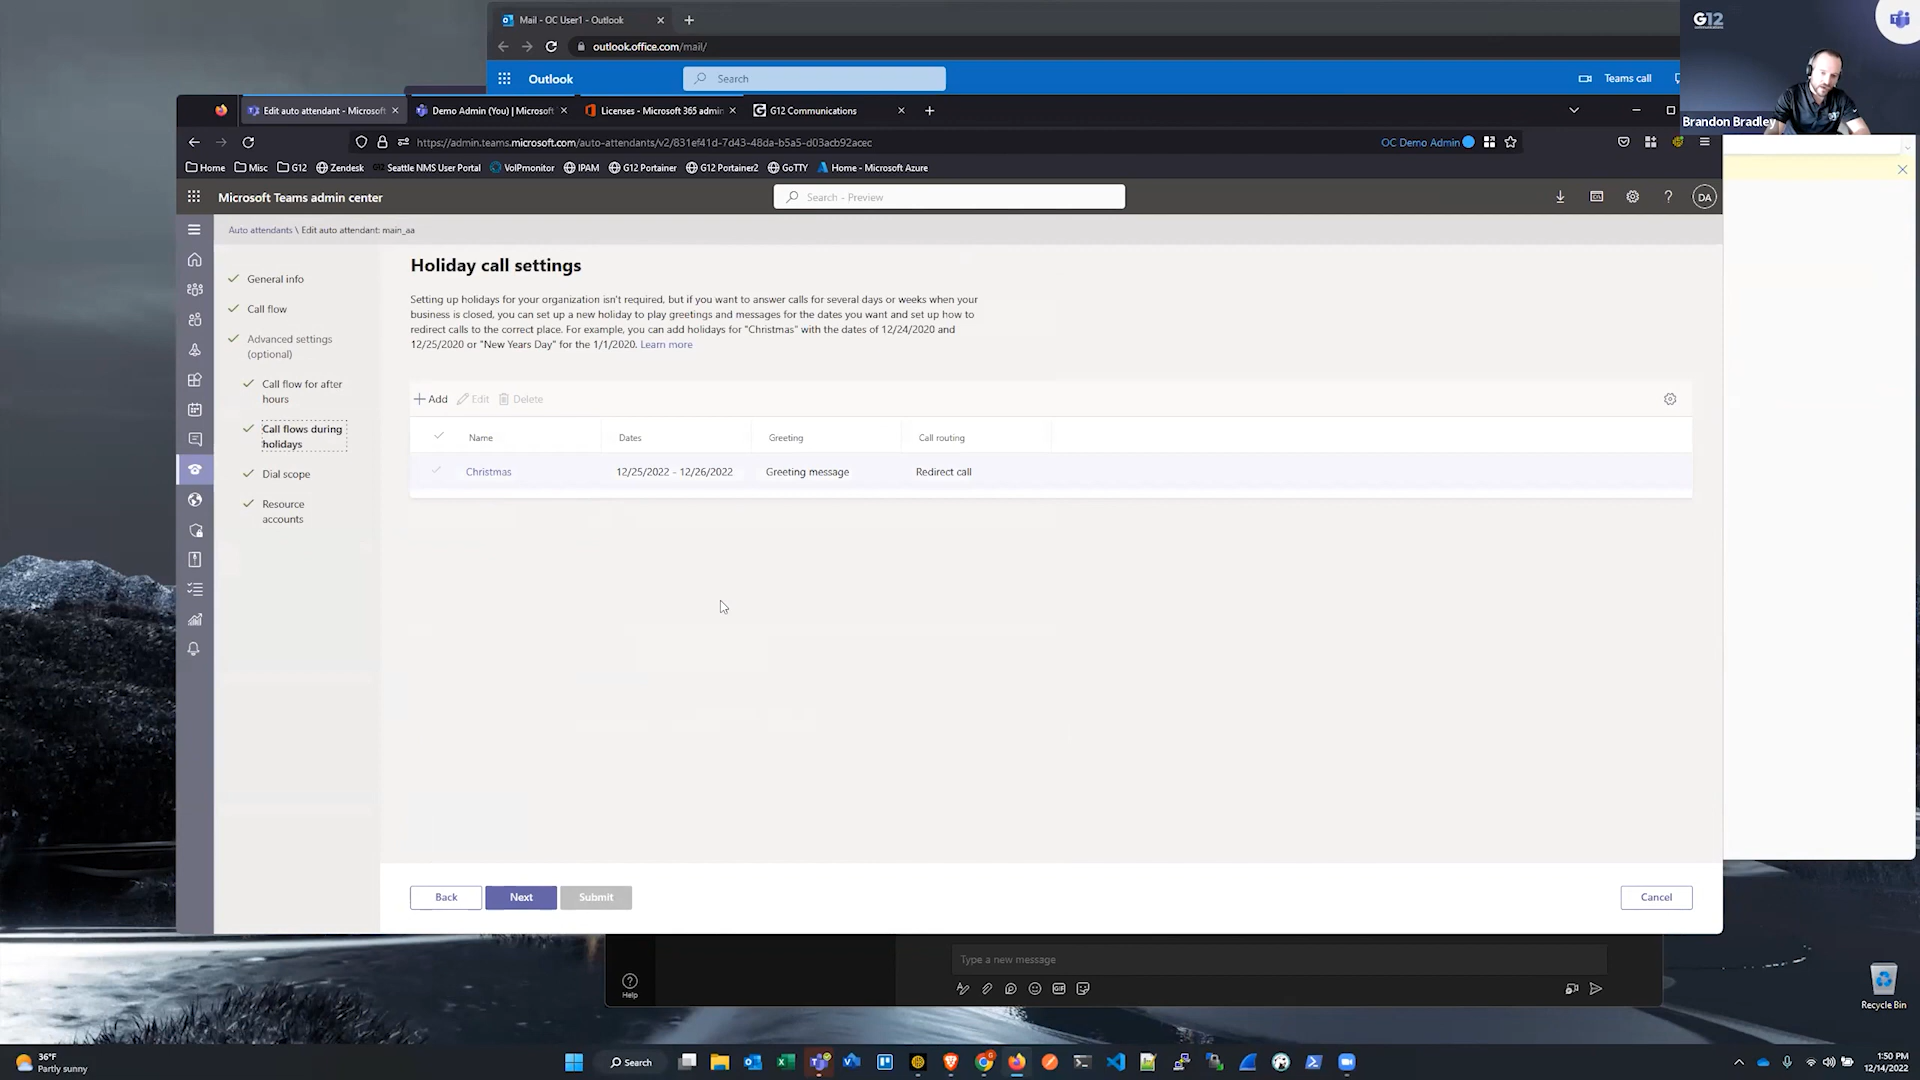 Mail - OC User1 - Outlook
outlook.office.com/mail/
Outlook
Search
Teams call
G12
Brandon Bradley
Edit auto attendant - Microsoft
Demo Admin (You) | Microsoft
Licenses - Microsoft 365 admin
G12 Communications
https://admin.teams.microsoft.com/auto-attendants/v2/831ef41d-7d43-48da-b5a5-d03acb92acec
OC Demo Admin
Home
Misc
G12
Zendesk
Seattle NMS User Portal
VoIPmonitor
IPAM
G12 Portainer
G12 Portainer2
GoTTY
Home - Microsoft Azure
Microsoft Teams admin center
Search - Preview
DA
Auto attendants \ Edit auto attendant: main_aa
General info
Call flow
Advanced settings
(optional)
Call flow for after
hours
Call flows during
holidays
Dial scope
Resource
accounts
Holiday call settings
Setting up holidays for your organization isn't required, but if you want to answer calls for several days or weeks when your
business is closed, you can set up a new holiday to play greetings and messages for the dates you want and set up how to
redirect calls to the correct place. For example, you can add holidays for "Christmas" with the dates of 12/24/2020 and
12/25/2020 or "New Years Day" for the 1/1/2020. Learn more
Add
Edit
Delete
Name
Dates
Greeting
Call routing
Christmas
12/25/2022 - 12/26/2022
Greeting message
Redirect call
Back
Next
Submit
Cancel
Type a new message
Help
GIF
Recycle Bin
36°F
Partly sunny
Search
1:50 PM
12/14/2022